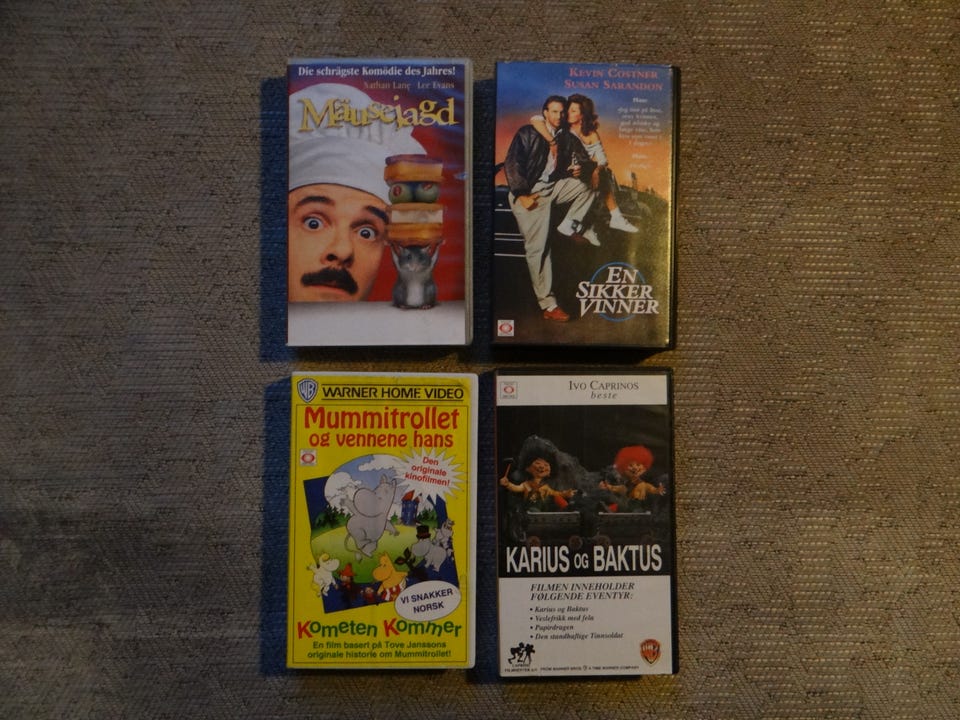 Die schrägste Komödie des Jahres!
Nathan Lane Lee Evans
Mäusejagd
KEVIN COSTNER
SUSAN SARANDON
EN
SIKKER
VINNER
WB WARNER HOME VIDEO
Mummitrollet
og vennene hans
Den
originale
kinofilmen!
VI SNAKKER
NORSK
Kometen Kommer
En film basert på Tove Janssons
originale historie om Mummitrollet!
IVO CAPRINOS
beste
KARIUS OG BAKTUS
FILMEN INNEHOLDER
FØLGENDE EVENTYR:
• Karius og Baktus
• Veslefrikk med fela
• Papirdragen
• Den standhaftige Tinnsoldat
CAPRINO
FILMSENTER A/S